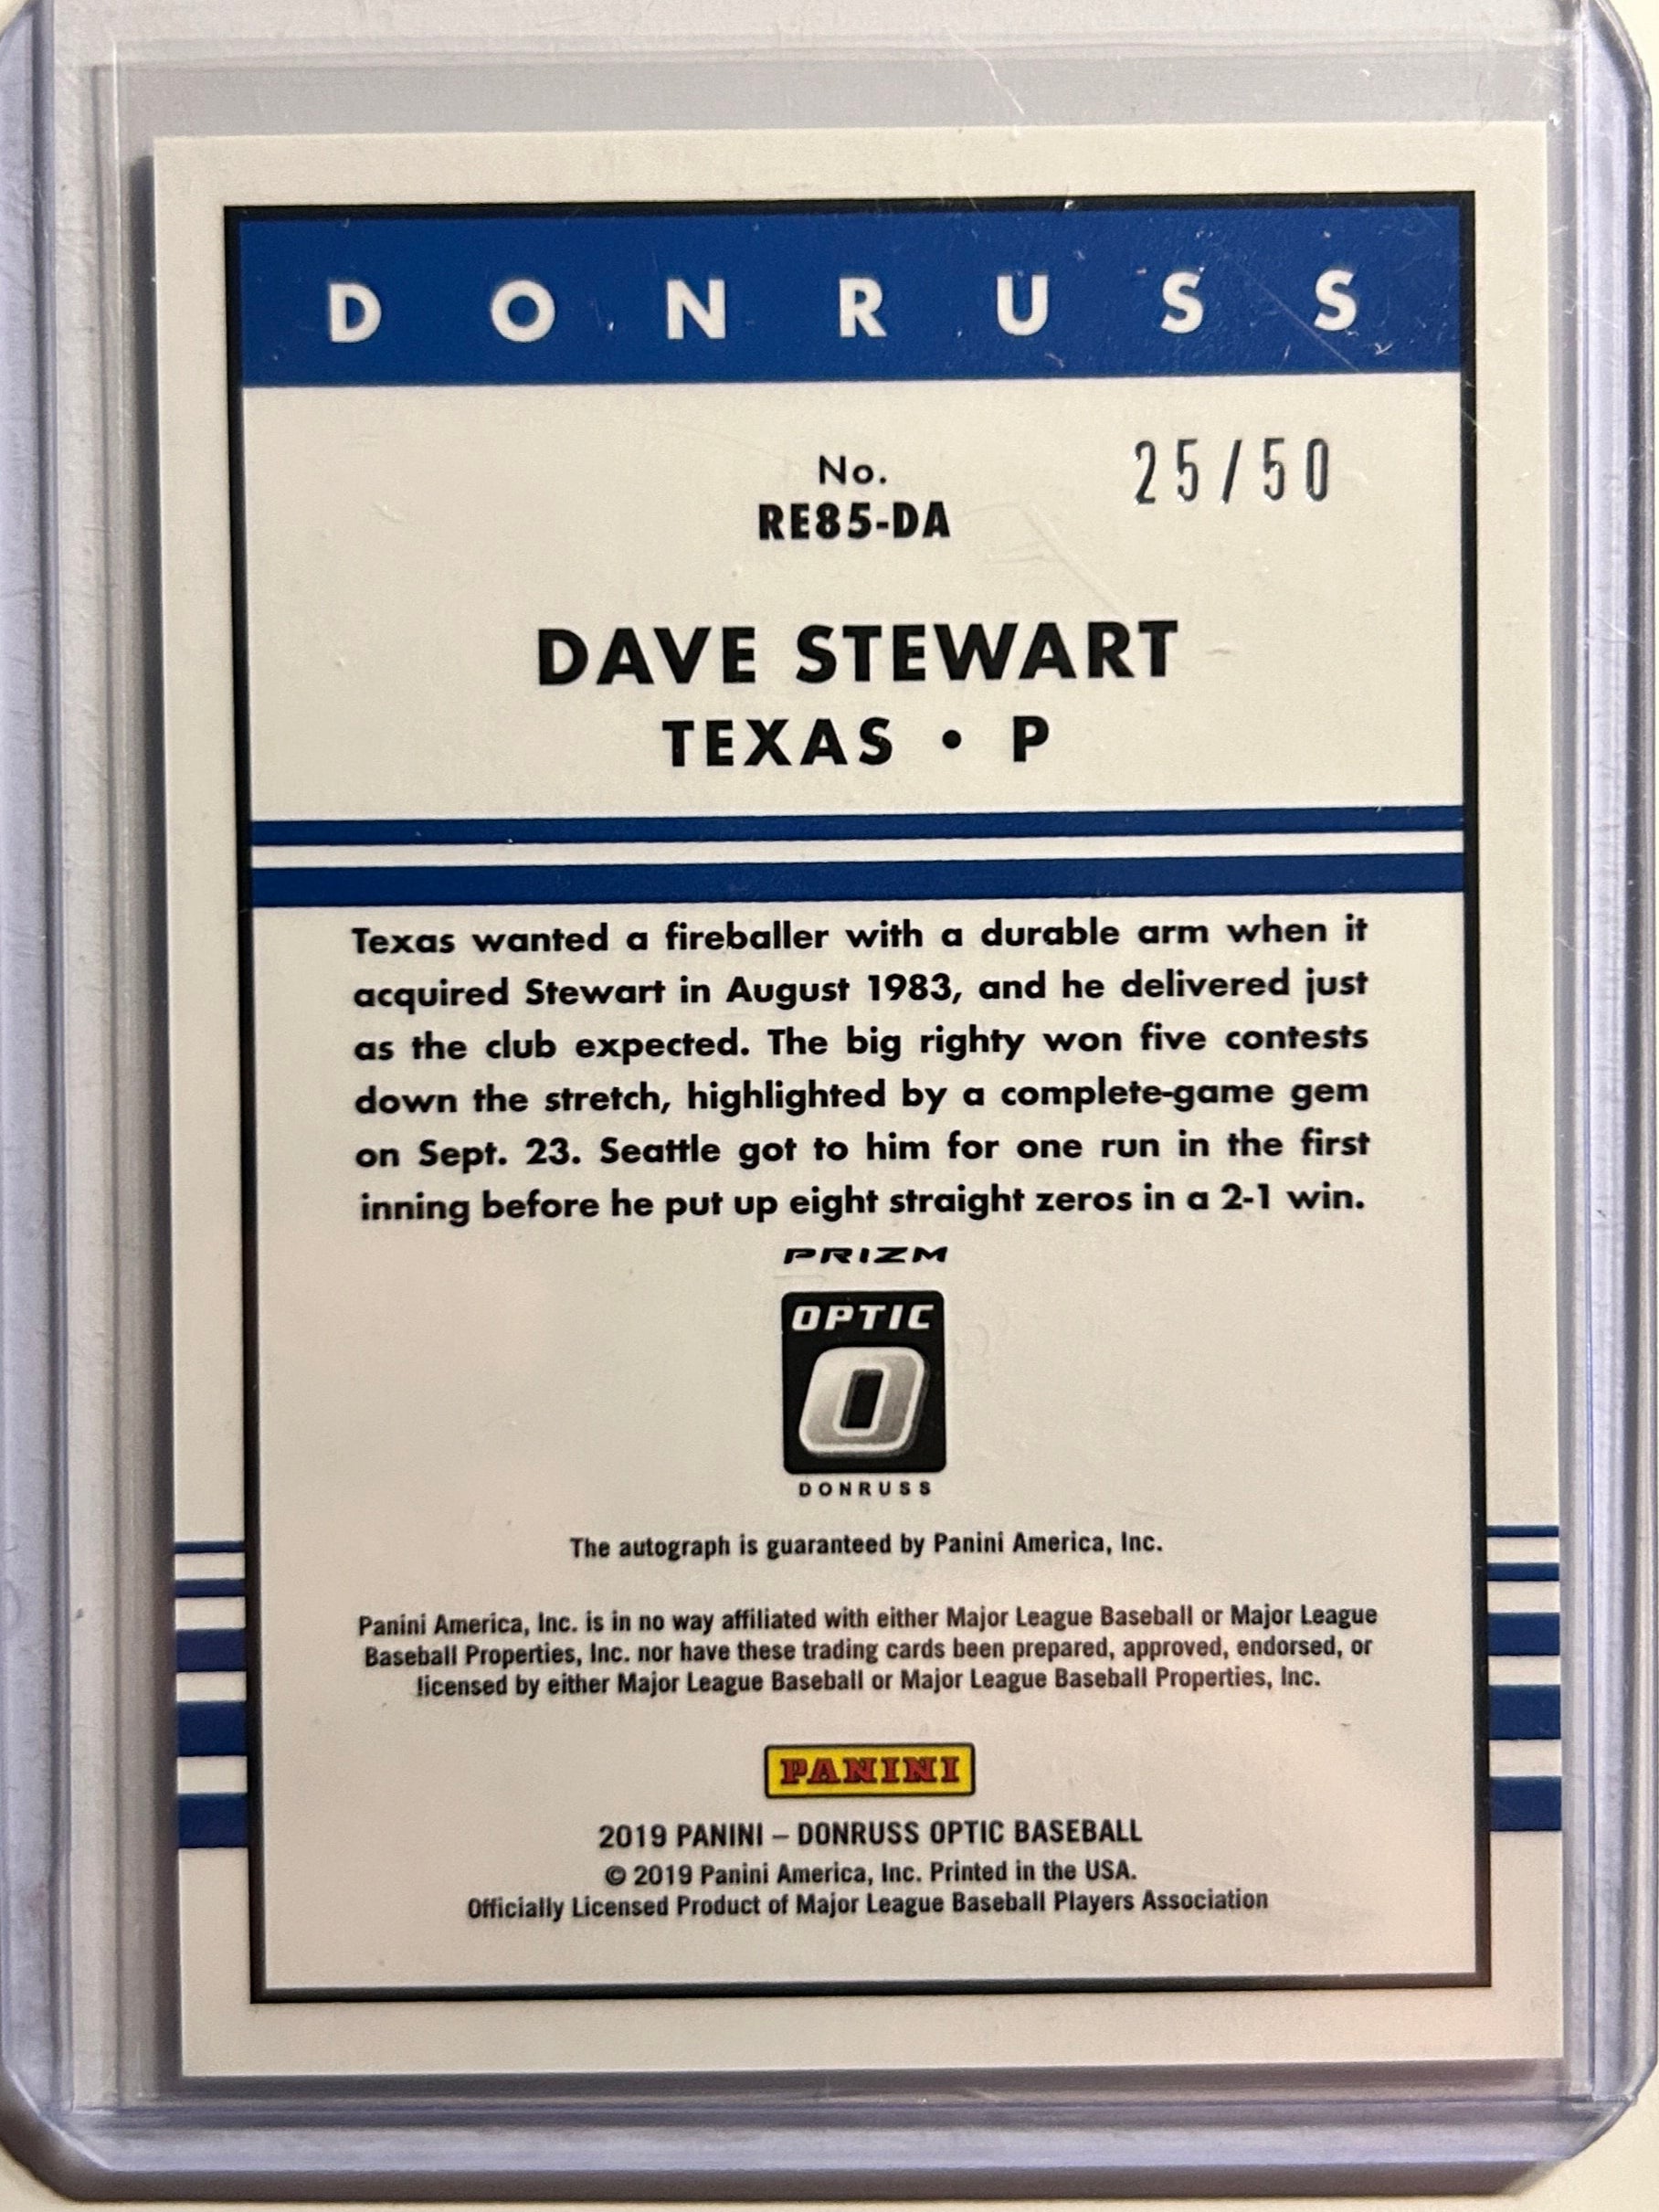 DONRUSS
No.
25/50
RE85-DA
DAVE STEWART
TEXAS • P
Texas wanted a fireballer with a durable arm when it
acquired Stewart in August 1983, and he delivered just
as the club expected. The big righty won five contests
down the stretch, highlighted by a complete-game gem
on Sept. 23. Seattle got to him for one run in the first
inning before he put up eight straight zeros in a 2-1 win.
PRIZM
OPTIC
O
DONRUSS
The autograph is guaranteed by Panini America, Inc.
Panini America, Inc. is in no way affiliated with either Major League Baseball or Major League
Baseball Properties, Inc. nor have these trading cards been prepared, approved, endorsed, or
licensed by either Major League Baseball or Major League Baseball Properties, Inc.
PANINI
2019 PANINI – DONRUSS OPTIC BASEBALL
© 2019 Panini America, Inc. Printed in the USA.
Officially Licensed Product of Major League Baseball Players Association